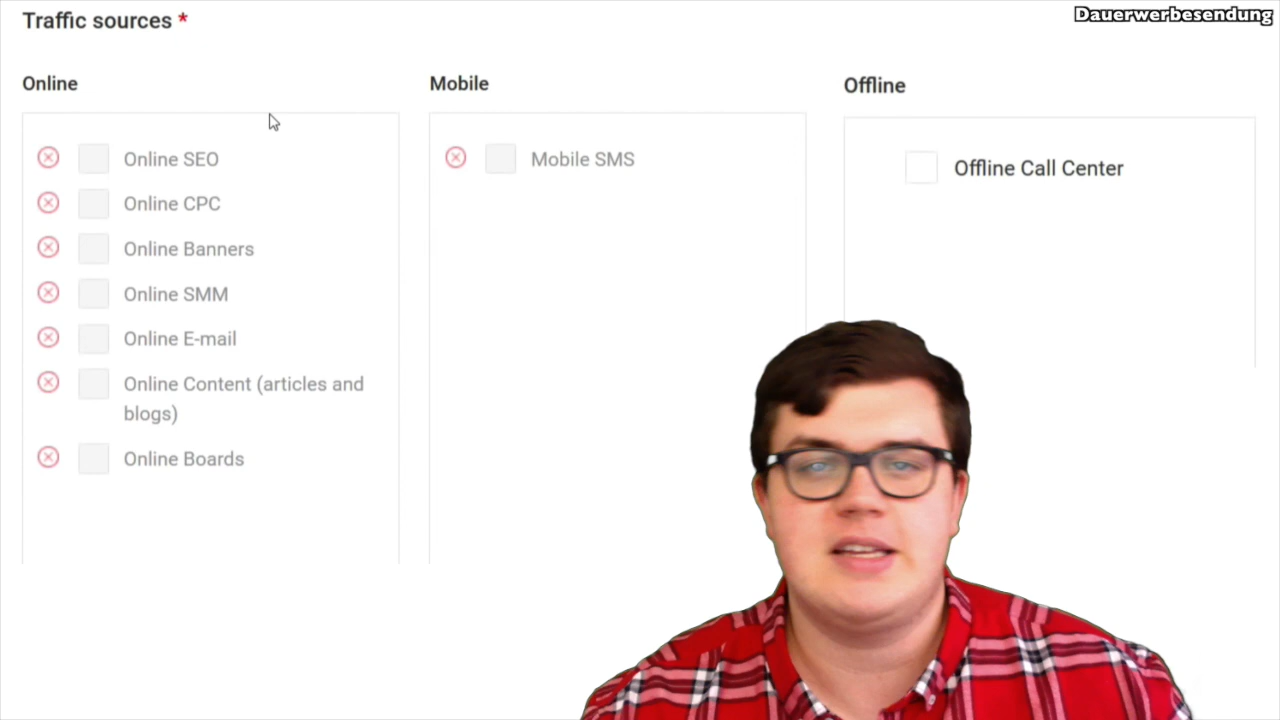 Traffic sources *
Dauerwerbesendung
Online
Mobile
Offline
Online SEO
Online CPC
Online Banners
Online SMM
Online E-mail
Online Content (articles and
blogs)
Online Boards
Mobile SMS
Offline Call Center